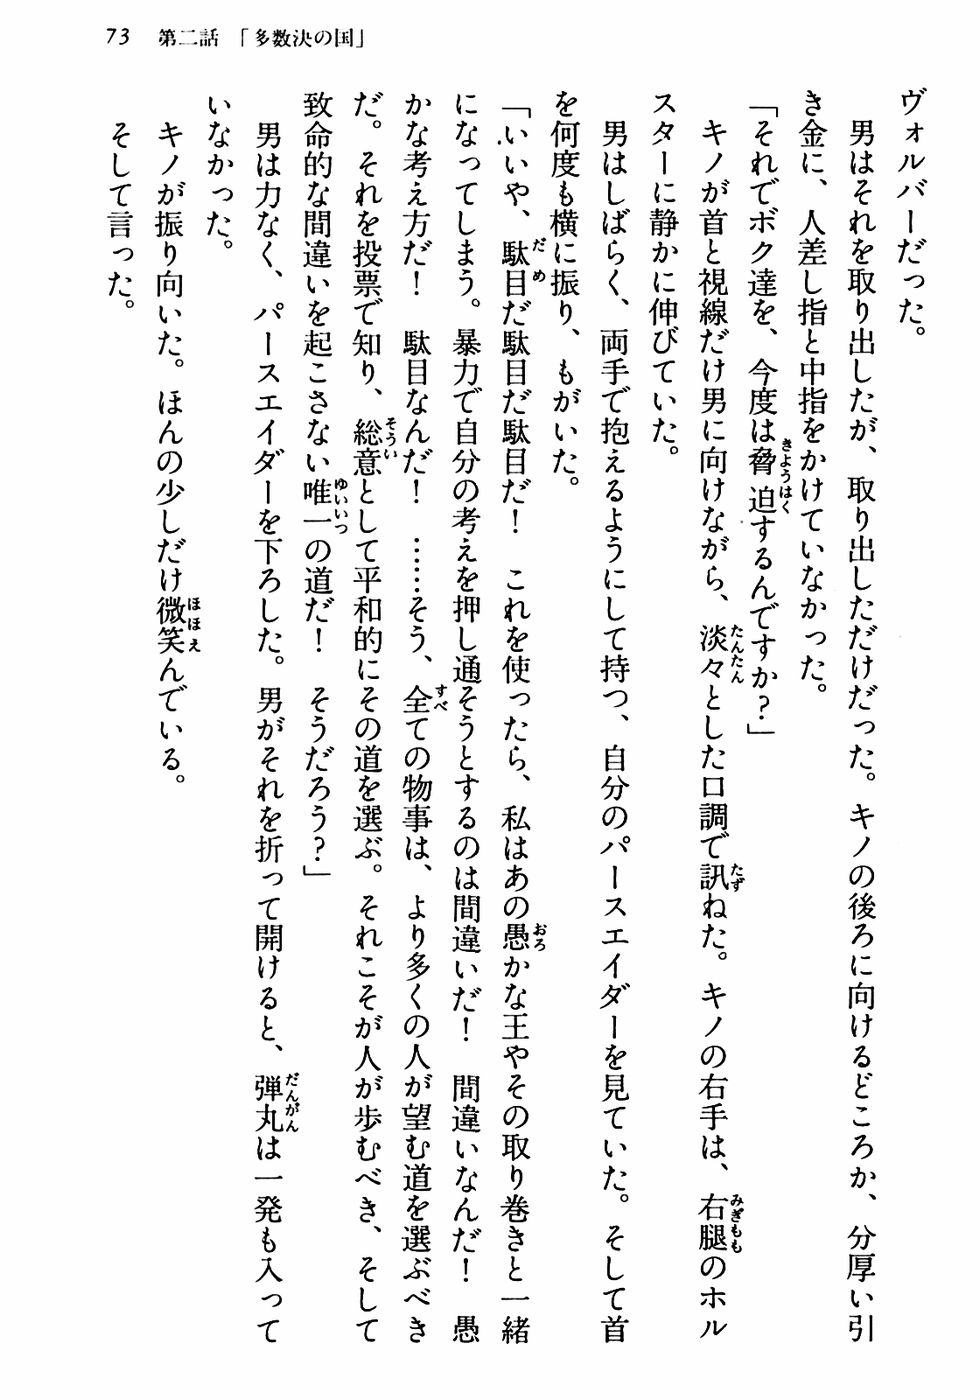 73 第二話 「多数決の国」
ヴォルバーだった。
　男はそれを取り出したが、取り出しただけだった。キノの後ろに向けるどころか、分厚い引
き金に、人差し指と中指をかけていなかった。
「それでボク達を、今度は脅迫するんですか?」
　キノが首と視線だけ男に向けながら、淡々とした口調で訊ねた。キノの右手は、右腿のホル
スターに静かに伸びていた。
　男はしばらく、両手で抱えるようにして持つ、自分のパースエイダーを見ていた。そして首
を何度も横に振り、もがいた。
「いいや、駄目だ駄目だ駄目だ!　これを使ったら、私はあの愚かな王やその取り巻きと一緒
になってしまう。暴力で自分の考えを押し通そうとするのは間違いだ!　間違いなんだ!　愚
かな考え方だ!　駄目なんだ!　……そう、全ての物事は、より多くの人が望む道を選ぶべき
だ。それを投票で知り、総意として平和的にその道を選ぶ。それこそが人が歩むべき、そして
致命的な間違いを起こさない唯一の道だ!　そうだろう?」
　男は力なく、パースエイダーを下ろした。男がそれを折って開けると、弾丸は一発も入って
いなかった。
　キノが振り向いた。ほんの少しだけ微笑んでいる。
　そして言った。